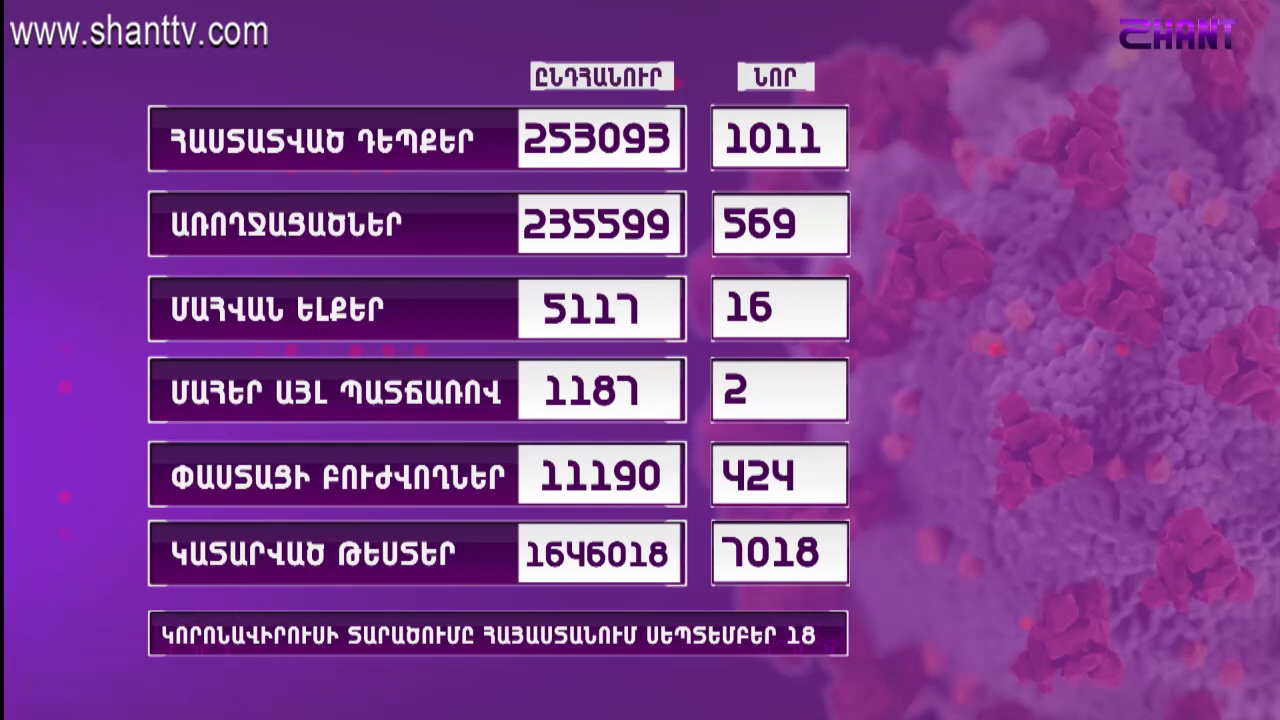 www.shanttv.com
SHANT
ԸՆԴՀԱՆՈՒՐ ՆՈՐ
ՀԱՍՏԱՏՎԱԾ ԴԵՊՔԵՐ 253093 1011
ԱՌՈՂՋԱՑԱԾՆԵՐ 235599 569
ՄԱՀՎԱՆ ԵԼՔԵՐ 5117 16
ՄԱՀԵՐ ԱՅԼ ՊԱՏՃԱՌՈՎ 1187 2
ՓԱՍՏԱՑԻ ԲՈՒԺՎՈՂՆԵՐ 11190 424
ԿԱՏԱՐՎԱԾ ԹԵՍՏԵՐ 1646018 7018
ԿՈՐՈՆԱՎԻՐՈՒՍԻ ՏԱՐԱԾՈՒՄԸ ՀԱՅԱՍՏԱՆՈՒՄ ՍԵՊՏԵՄԲԵՐ 18